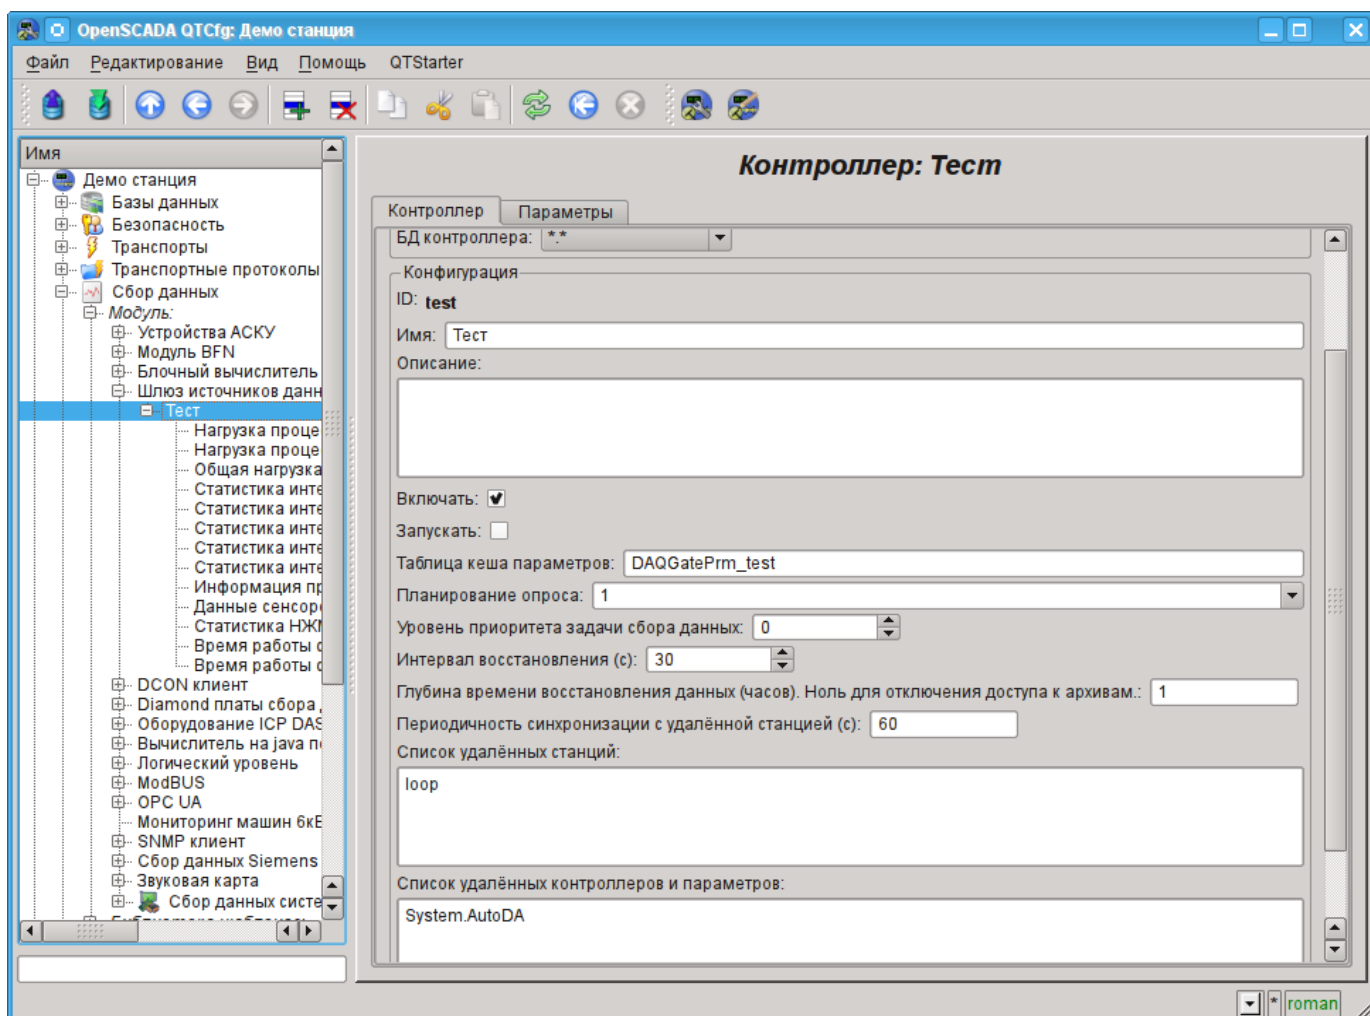 OpenSCADA QTCfg: Демо станция
Файл Редактирование Вид Помощь QTStarter
Имя
Демо станция
Базы данных
Безопасность
Транспорты
Транспортные протоколы
Сбор данных
Модуль:
Устройства АСКУ
Модуль BFN
Блочный вычислитель
Шлюз источников данн
Тест
Нагрузка проце
Нагрузка проце
Общая нагрузка
Статистика инте
Статистика инте
Статистика инте
Статистика инте
Статистика инте
Информация пр
Данные сенсор
Статистика НЖМ
Время работы с
Время работы с
DCON клиент
Diamond платы сбора
Оборудование ICP DAS
Вычислитель на java п
Логический уровень
ModBUS
OPC UA
Мониторинг машин 6кВ
SNMP клиент
Сбор данных Siemens
Звуковая карта
Сбор данных систе
Контроллер: Тест
Контроллер Параметры
БД контроллера: *.*
Конфигурация
ID: test
Имя: Тест
Описание:
Включать:
Запускать:
Таблица кеша параметров: DAQGatePrm_test
Планирование опроса: 1
Уровень приоритета задачи сбора данных: 0
Интервал восстановления (с): 30
Глубина времени восстановления данных (часов). Ноль для отключения доступа к архивам.: 1
Периодичность синхронизации с удалённой станцией (с): 60
Список удалённых станций:
loop
Список удалённых контроллеров и параметров:
System.AutoDA
* roman